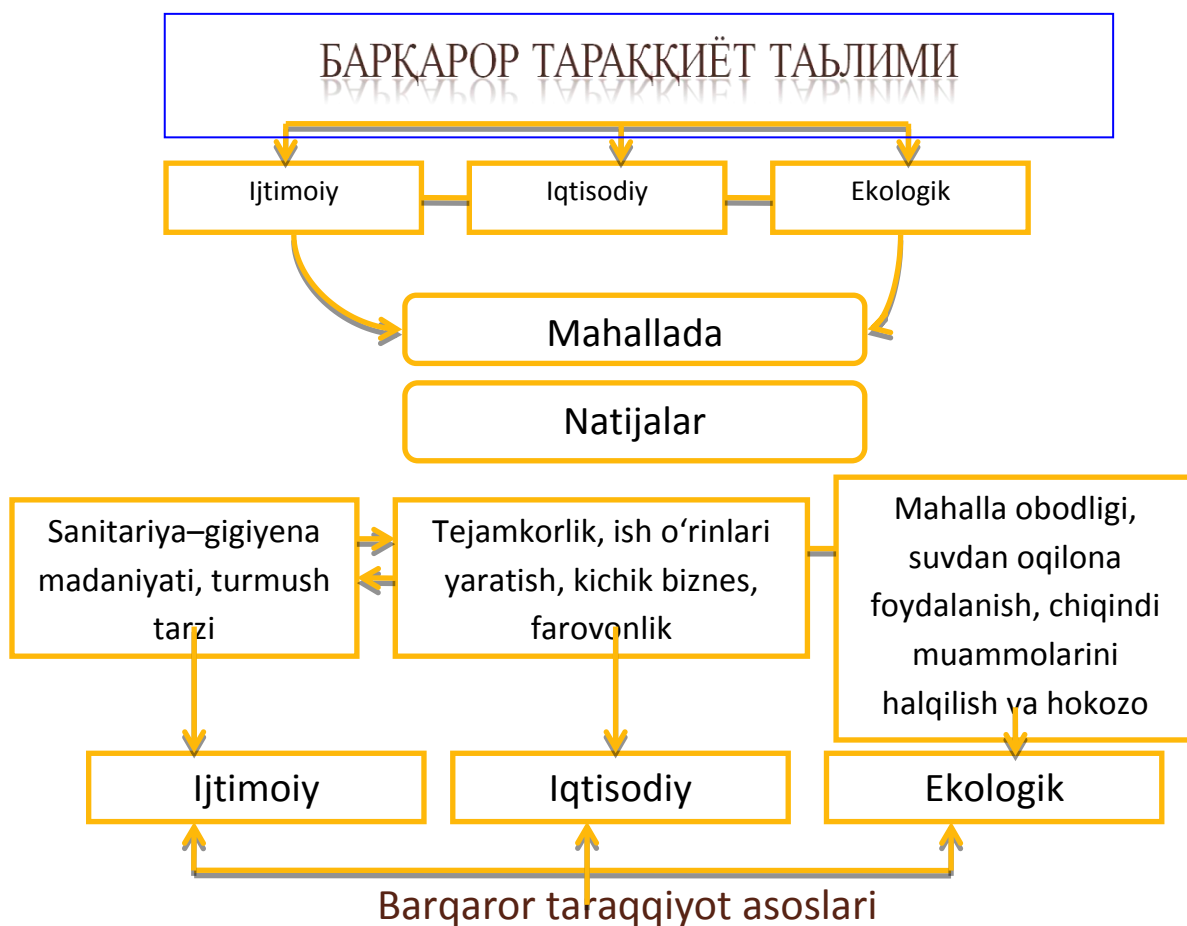 БАРҚАРОР ТАРАҚҚИЁТ ТАЬЛИМИ
Ijtimoiy
Iqtisodiy
Ekologik
Mahallada
Natijalar
Sanitariya–gigiyena
madaniyati, turmush
tarzi
Tejamkorlik, ish o‘rinlari
yaratish, kichik biznes,
farovonlik
Mahalla obodligi,
suvdan oqilona
foydalanish, chiqindi
muammolarini
halqilish va hokozo
Ijtimoiy
Iqtisodiy
Ekologik
Barqaror taraqqiyot asoslari